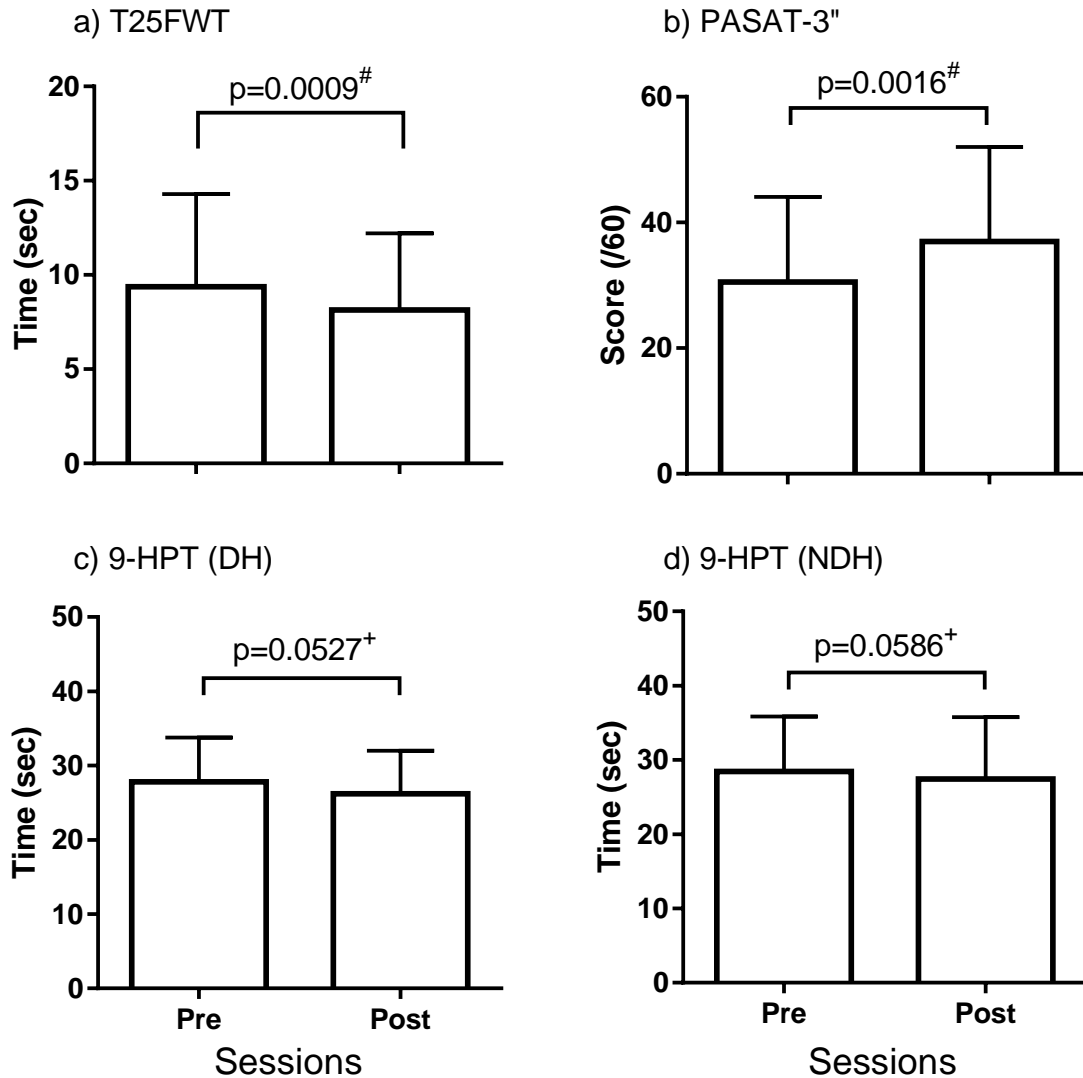 a) T25FWT
p=0.0009#
20
15
10
5
0
Time (sec)
b) PASAT-3"
p=0.0016#
60
40
20
0
Score (/60)
c) 9-HPT (DH)
p=0.0527+
50
40
30
20
10
0
Time (sec)
Pre Post
Sessions
d) 9-HPT (NDH)
p=0.0586+
50
40
30
20
10
0
Time (sec)
Pre Post
Sessions